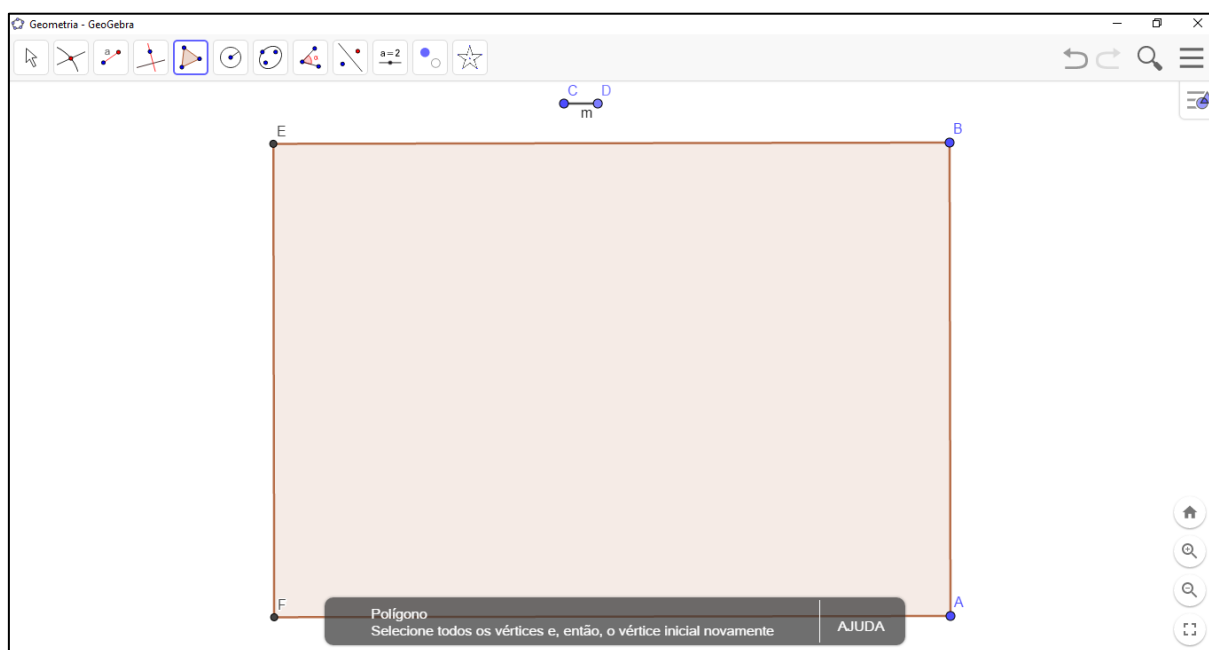 Geometria - GeoGebra
a
a=2
C D
m
E B
F A
Polígono
Selecione todos os vértices e, então, o vértice inicial novamente
AJUDA